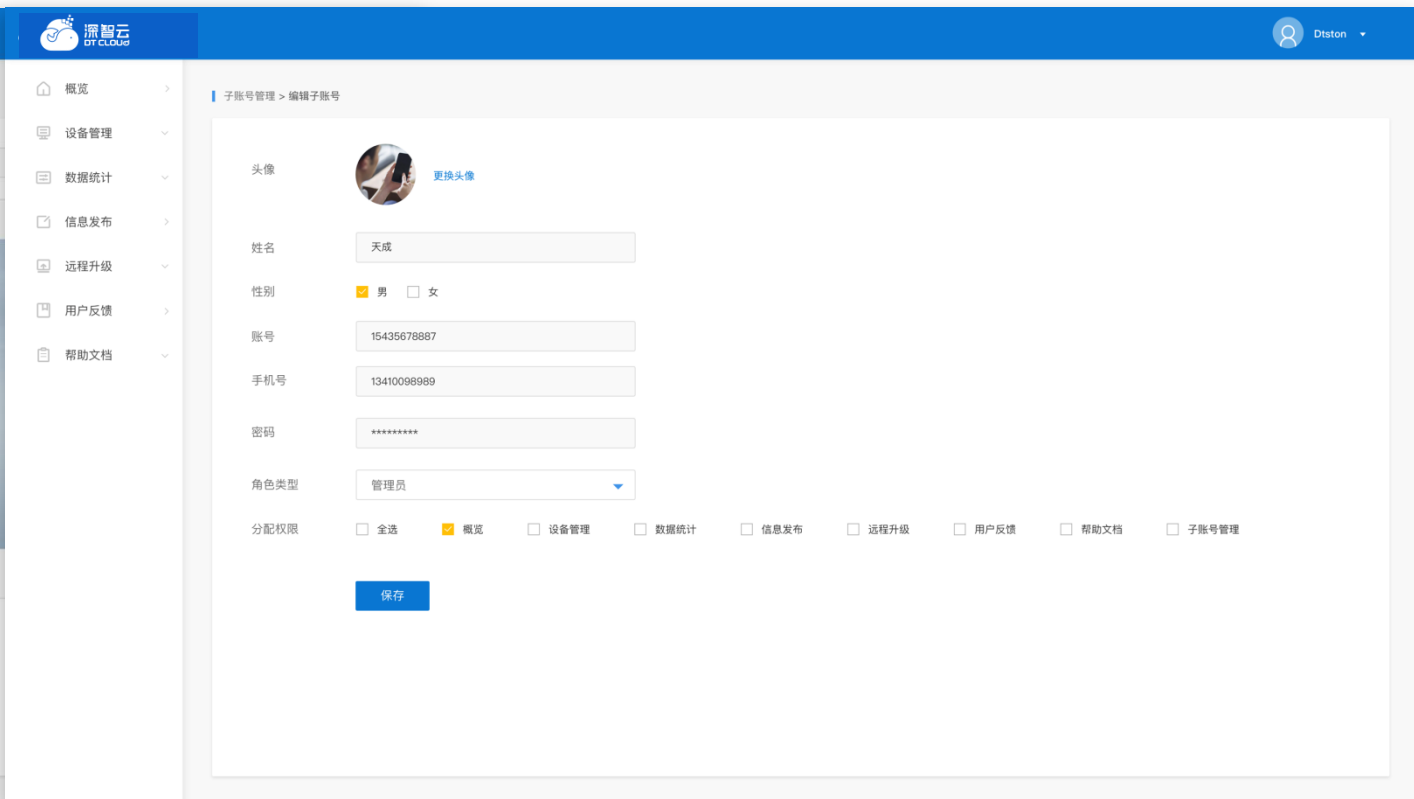 深智云
DT CLOUD
Dtston
概览
设备管理
数据统计
信息发布
远程升级
用户反馈
帮助文档
子账号管理 > 编辑子账号
头像
更换头像
姓名
天成
性别
男 女
账号
15435678887
手机号
13410098989
密码
*********
角色类型
管理员
分配权限
全选 概览 设备管理 数据统计 信息发布 远程升级 用户反馈 帮助文档 子账号管理
保存